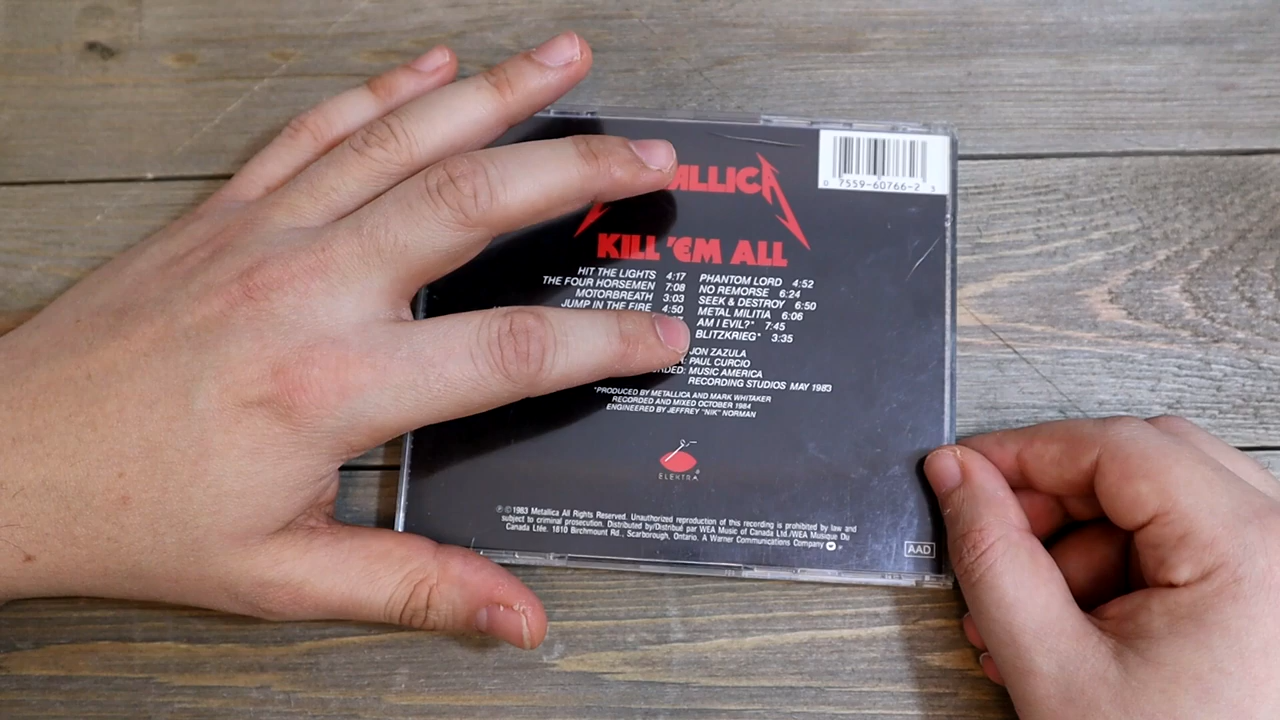 ALLICA
0 7559-60766-2 3
KILL 'EM ALL
HIT THE LIGHTS 4:17
THE FOUR HORSEMEN 7:08
MOTORBREATH 3:03
JUMP IN THE FIRE 4:50
PHANTOM LORD 4:52
NO REMORSE 6:24
SEEK & DESTROY 6:50
METAL MILITIA 6:06
AM I EVIL?* 7:45
BLITZKRIEG* 3:35
JON ZAZULA
PAUL CURCIO
MUSIC AMERICA
RECORDING STUDIOS MAY 1983
*PRODUCED BY METALLICA AND MARK WHITAKER
RECORDED AND MIXED OCTOBER 1984
ENGINEERED BY JEFFREY "NIK" NORMAN
ELEKTRA
℗ © 1983 Metallica All Rights Reserved. Unauthorized reproduction of this recording is prohibited by law and
subject to criminal prosecution. Distributed by/Distribué par WEA Music of Canada Ltd./WEA Musique Du
Canada Ltée. 1810 Birchmount Rd., Scarborough, Ontario. A Warner Communications Company
AAD